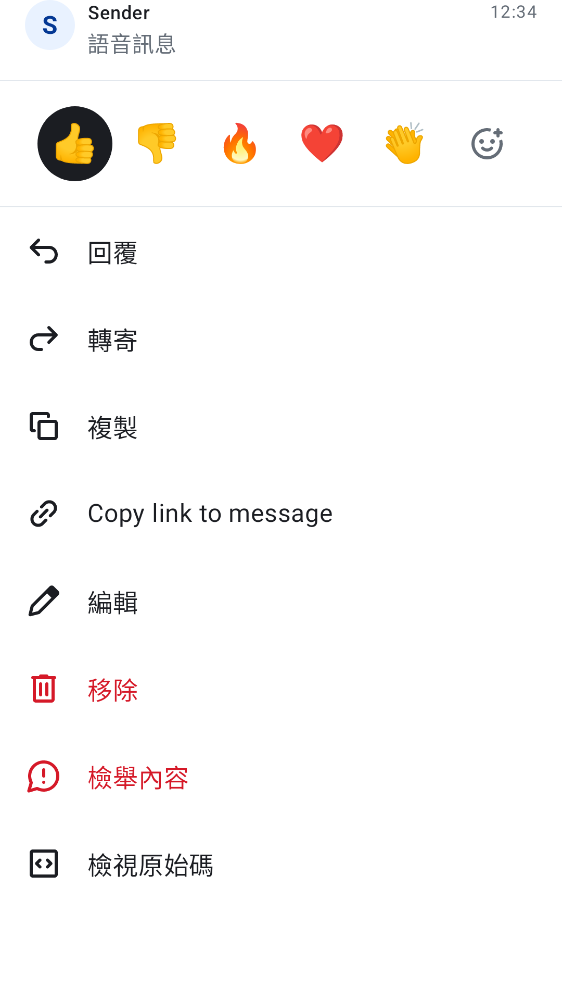 S
Sender
12:34
語音訊息
回覆
轉寄
複製
Copy link to message
編輯
移除
檢舉內容
檢視原始碼